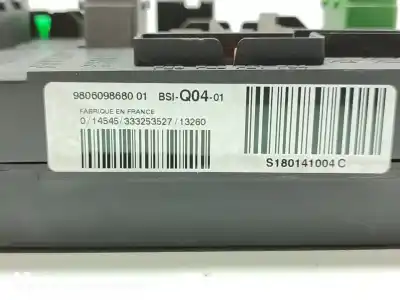 9806098680 01 BSI-Q04-01
FABRIQUE EN FRANCE
0/14545/333253527/13260
S180141004 C